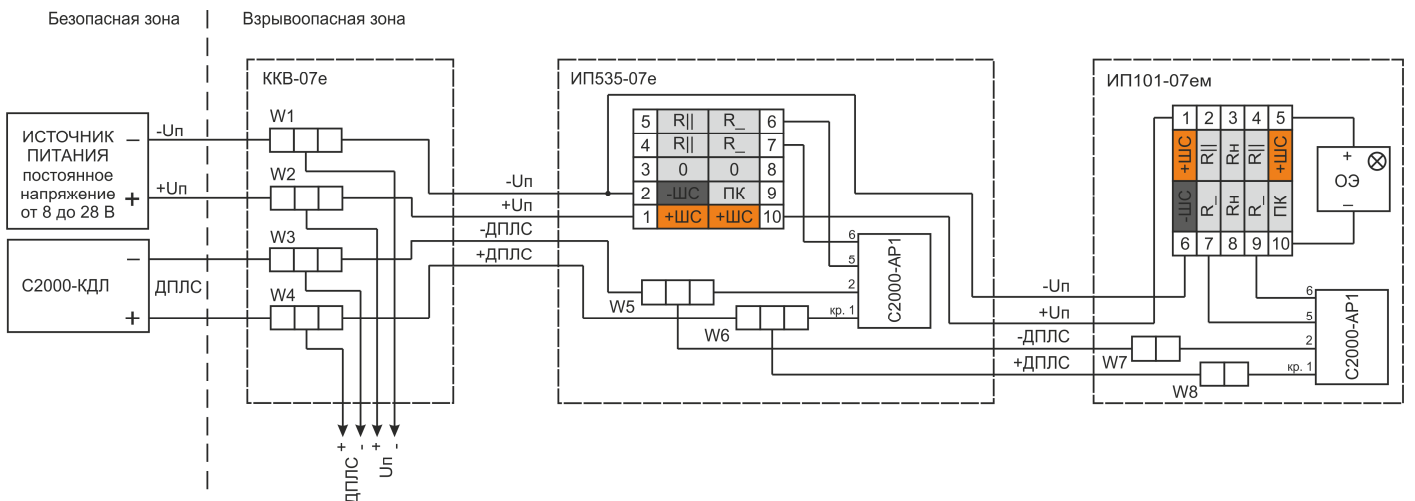 Безопасная зона
Взрывоопасная зона
ККВ-07е
ИП535-07е
ИП101-07ем
ИСТОЧНИК
ПИТАНИЯ
постоянное
напряжение
от 8 до 28 В
−
+
-Uп
+Uп
С2000-КДЛ
−
+
ДПЛС
W1
W2
W3
W4
-Uп
+Uп
-ДПЛС
+ДПЛС
+ - + -
ДПЛС Uп
5 R|| R_ 6
4 R|| R_ 7
3 0 0 8
2 -ШС ПК 9
1 +ШС +ШС 10
W5
W6
6
5
2
кр. 1
С2000-АР1
-Uп
+Uп
-ДПЛС
+ДПЛС
W7
W8
1 2 3 4 5
+ШС R|| Rн R|| +ШС
-ШС R_ Rн R_ ПК
6 7 8 9 10
+
ОЭ
−
6
5
2
кр. 1
С2000-АР1